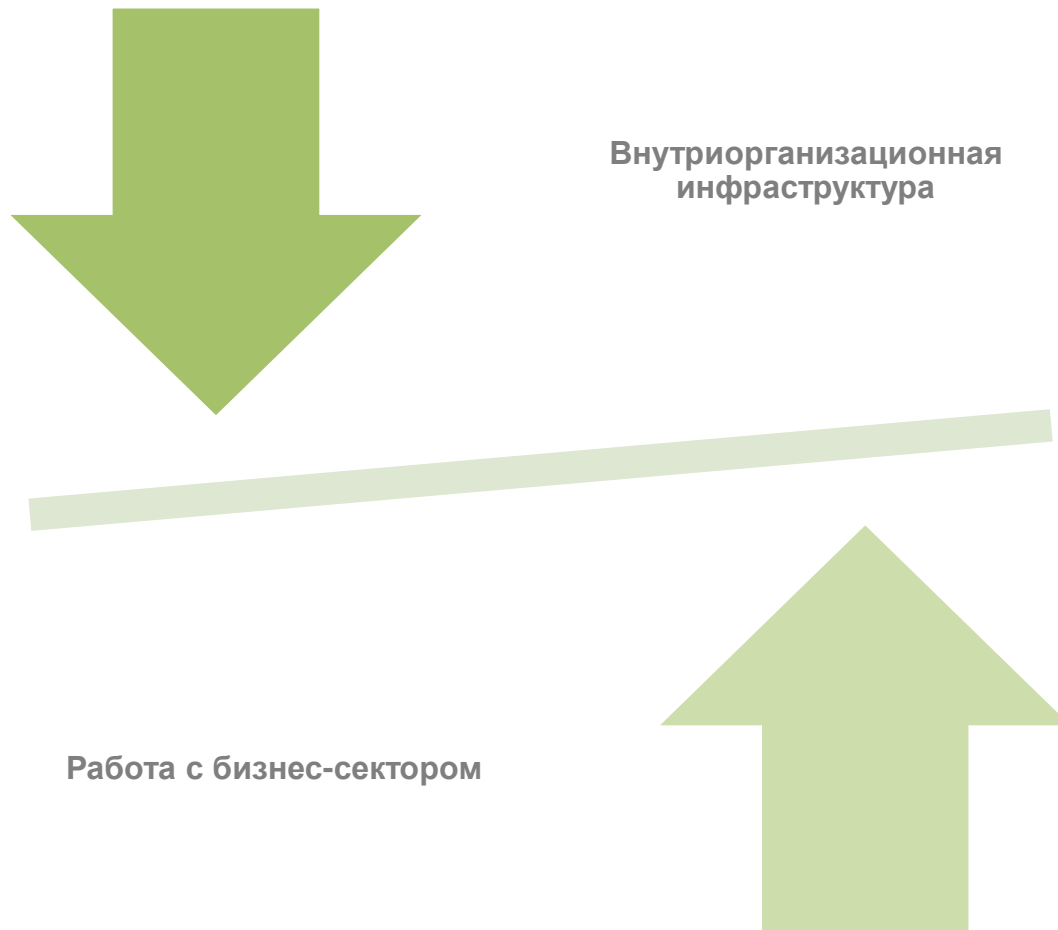 Внутриорганизационная
инфраструктура
Работа с бизнес-сектором